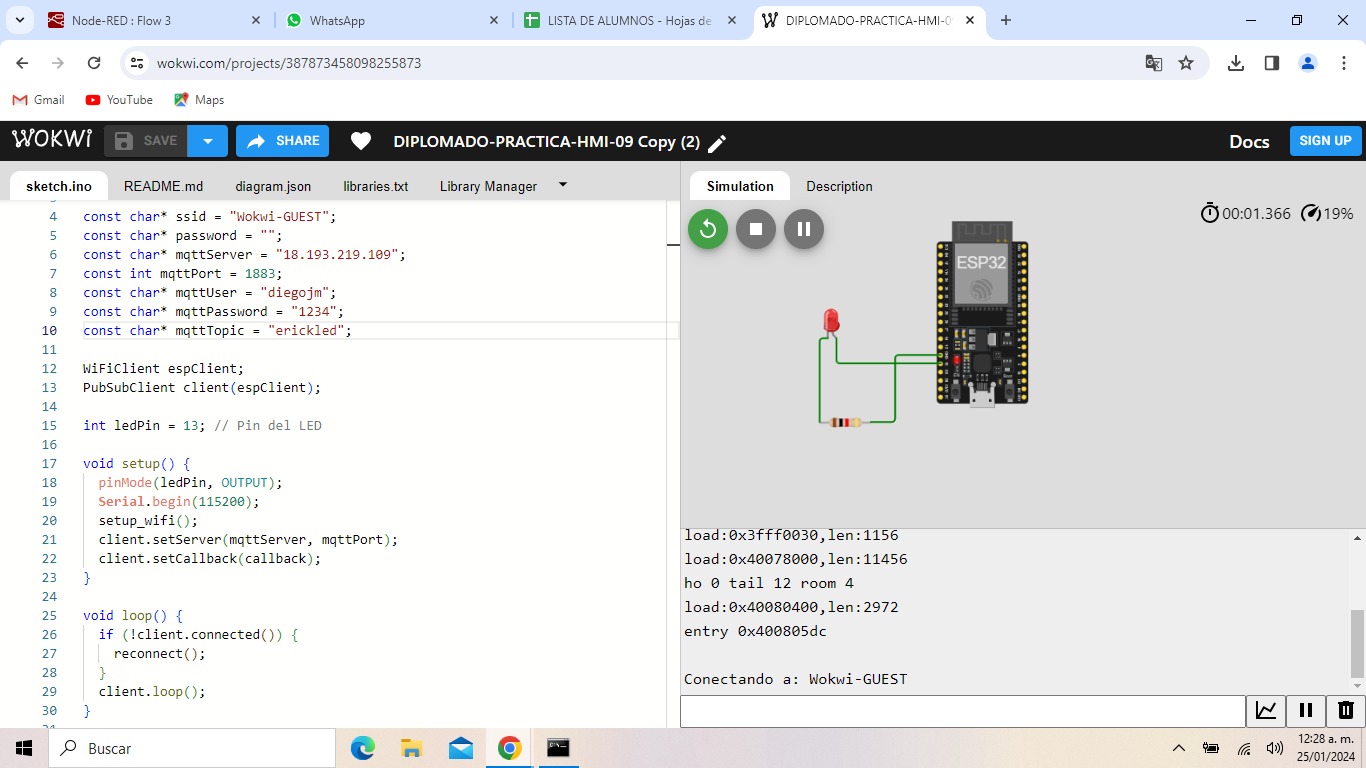 Node-RED : Flow 3
WhatsApp
LISTA DE ALUMNOS - Hojas de
DIPLOMADO-PRACTICA-HMI-0
wokwi.com/projects/387873458098255873
Gmail
YouTube
Maps
WOKWi
SAVE
SHARE
DIPLOMADO-PRACTICA-HMI-09 Copy (2)
Docs
SIGN UP
sketch.ino
README.md
diagram.json
libraries.txt
Library Manager
Simulation
Description
4 const char* ssid = "Wokwi-GUEST";
5 const char* password = "";
6 const char* mqttServer = "18.193.219.109";
7 const int mqttPort = 1883;
8 const char* mqttUser = "diegojm";
9 const char* mqttPassword = "1234";
10 const char* mqttTopic = "erickled";
11
12 WiFiClient espClient;
13 PubSubClient client(espClient);
14
15 int ledPin = 13; // Pin del LED
16
17 void setup() {
18 pinMode(ledPin, OUTPUT);
19 Serial.begin(115200);
20 setup_wifi();
21 client.setServer(mqttServer, mqttPort);
22 client.setCallback(callback);
23 }
24
25 void loop() {
26 if (!client.connected()) {
27 reconnect();
28 }
29 client.loop();
30 }
00:01.366
19%
ESP32
load:0x3fff0030,len:1156
load:0x40078000,len:11456
ho 0 tail 12 room 4
load:0x40080400,len:2972
entry 0x400805dc
Conectando a: Wokwi-GUEST
Buscar
12:28 a. m.
25/01/2024